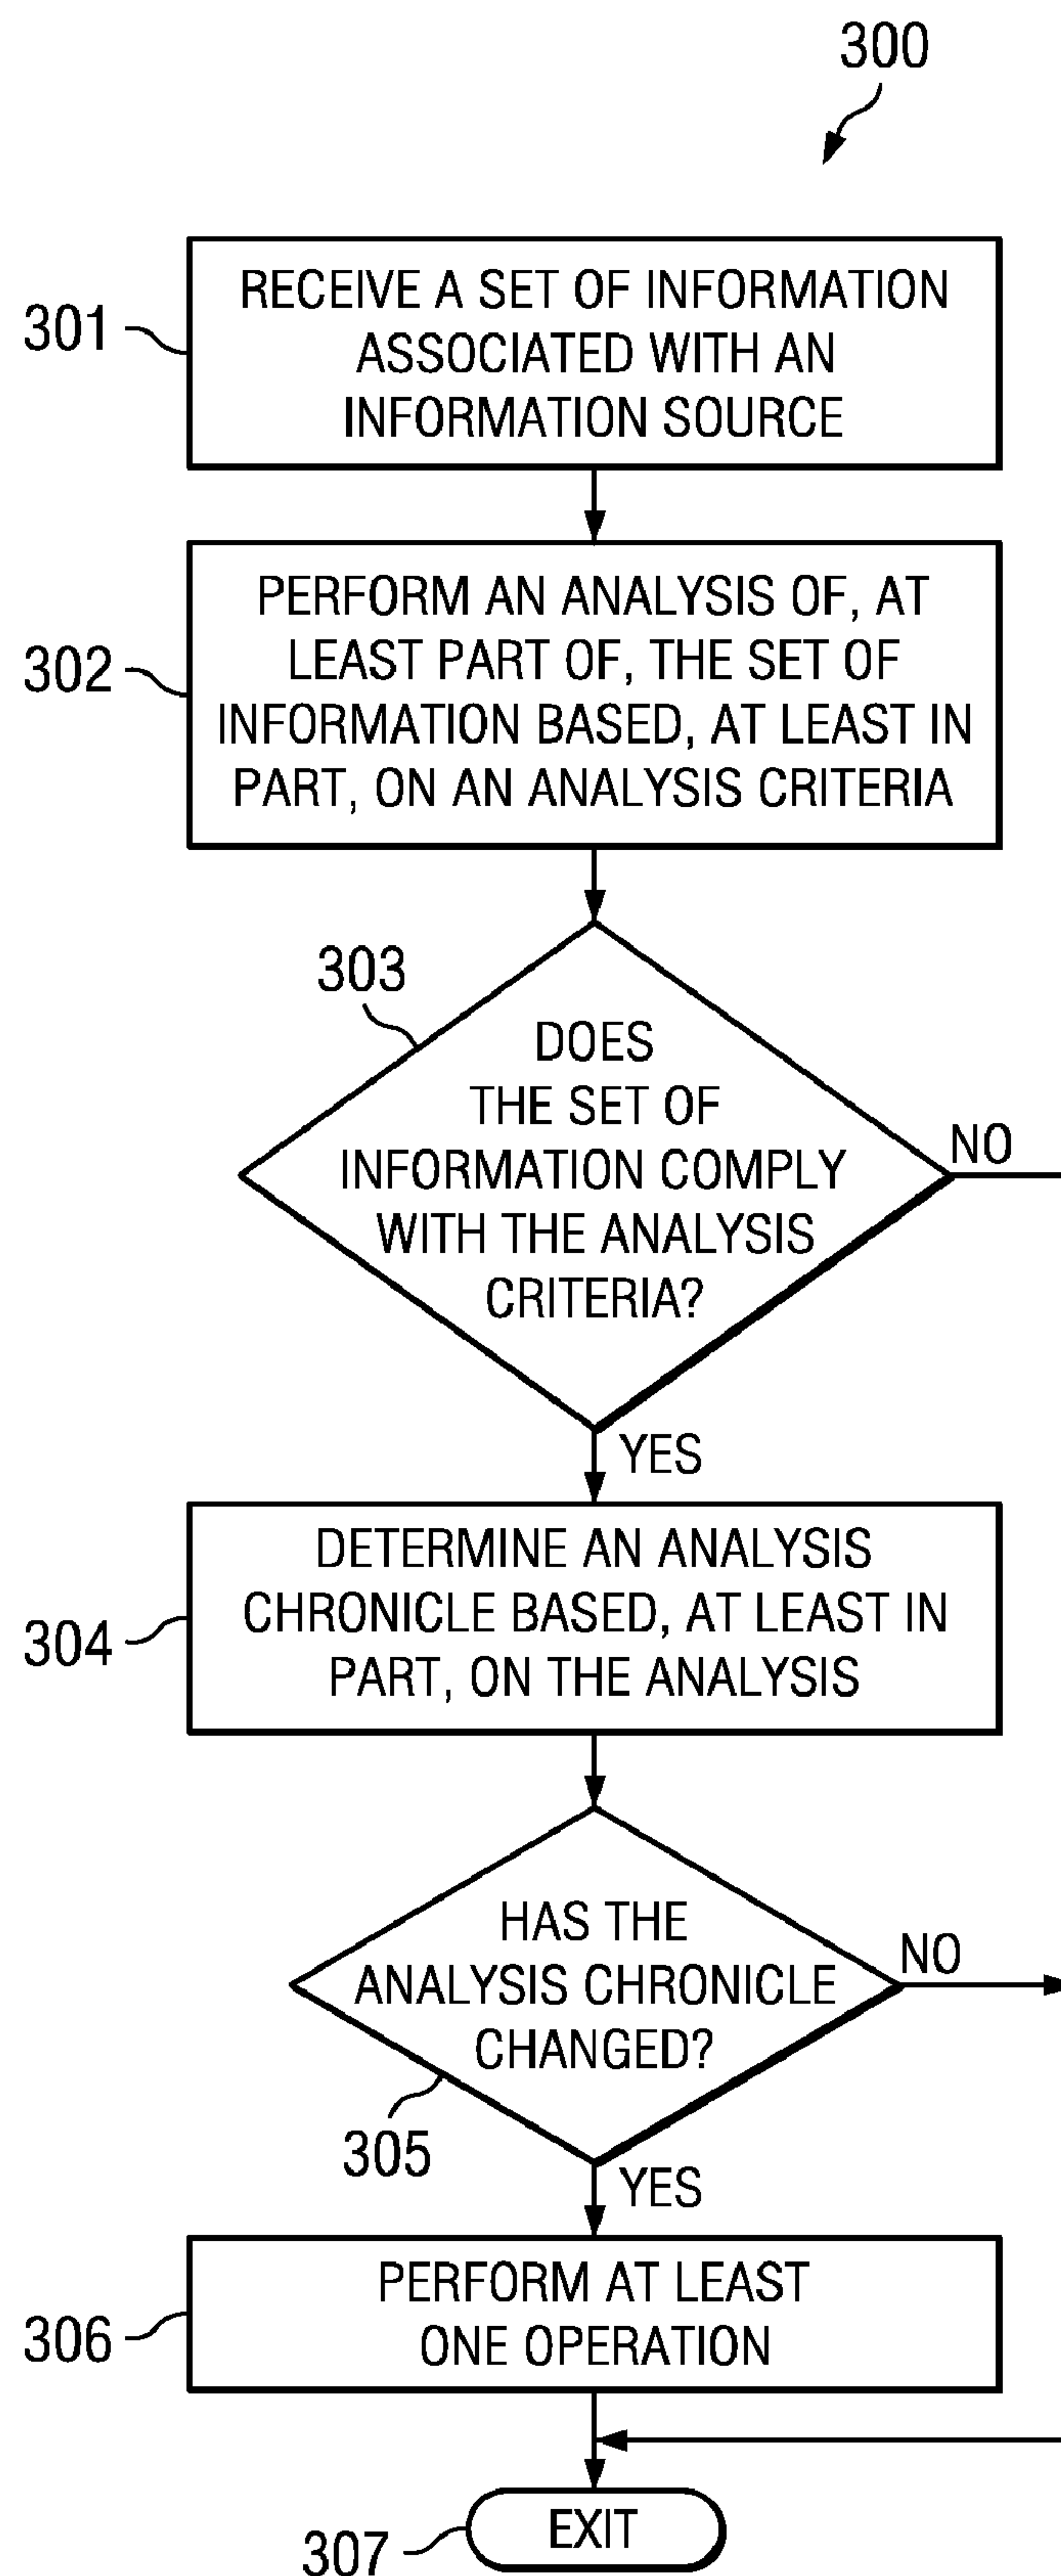 300
301
RECEIVE A SET OF INFORMATION
ASSOCIATED WITH AN
INFORMATION SOURCE
302
PERFORM AN ANALYSIS OF, AT
LEAST PART OF, THE SET OF
INFORMATION BASED, AT LEAST IN
PART, ON AN ANALYSIS CRITERIA
303
DOES
THE SET OF
INFORMATION COMPLY
WITH THE ANALYSIS
CRITERIA?
NO
YES
304
DETERMINE AN ANALYSIS
CHRONICLE BASED, AT LEAST IN
PART, ON THE ANALYSIS
HAS THE
ANALYSIS CHRONICLE
CHANGED?
NO
305
YES
306
PERFORM AT LEAST
ONE OPERATION
307
EXIT